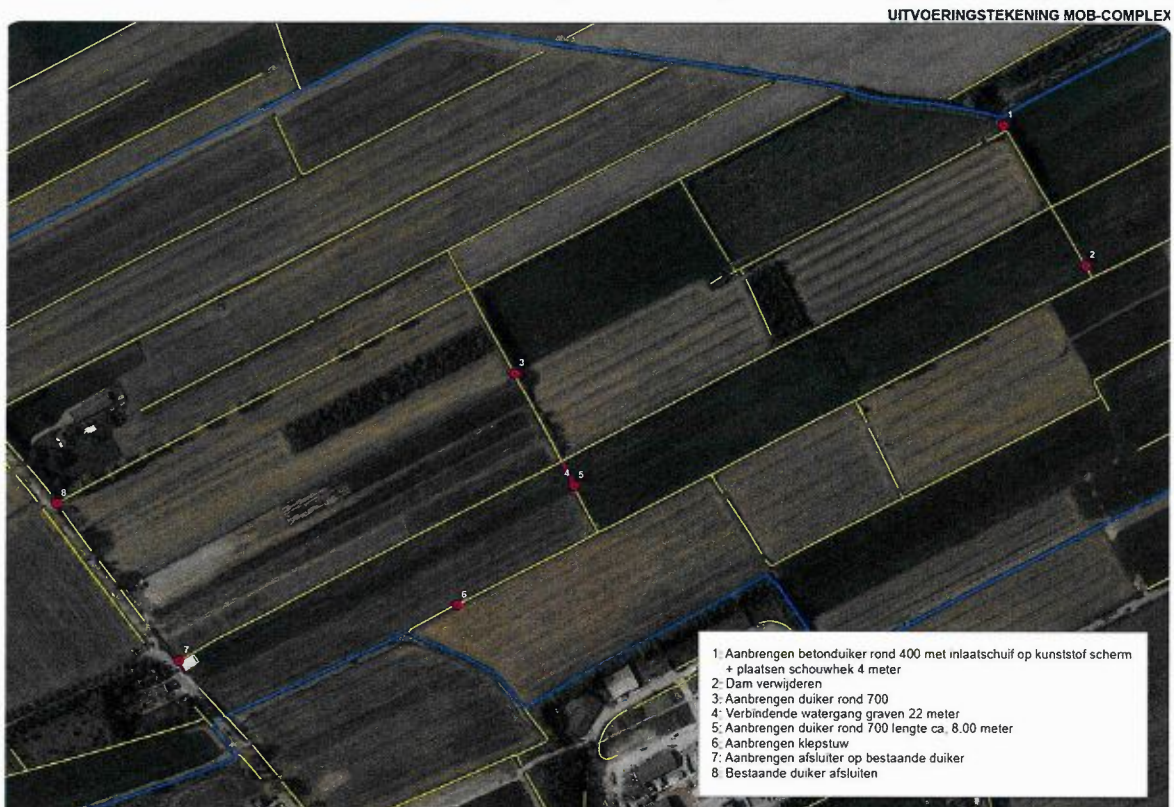 UITVOERINGSTEKENING MOB-COMPLEX
1
2
3
4
5
8
6
7
1: Aanbrengen betonduiker rond 400 met inlaatschuif op kunststof scherm
+ plaatsen schouwhek 4 meter
2: Dam verwijderen
3: Aanbrengen duiker rond 700
4: Verbindende watergang graven 22 meter
5: Aanbrengen duiker rond 700 lengte ca. 8.00 meter
6: Aanbrengen klepstuw
7: Aanbrengen afsluiter op bestaande duiker
8: Bestaande duiker afsluiten